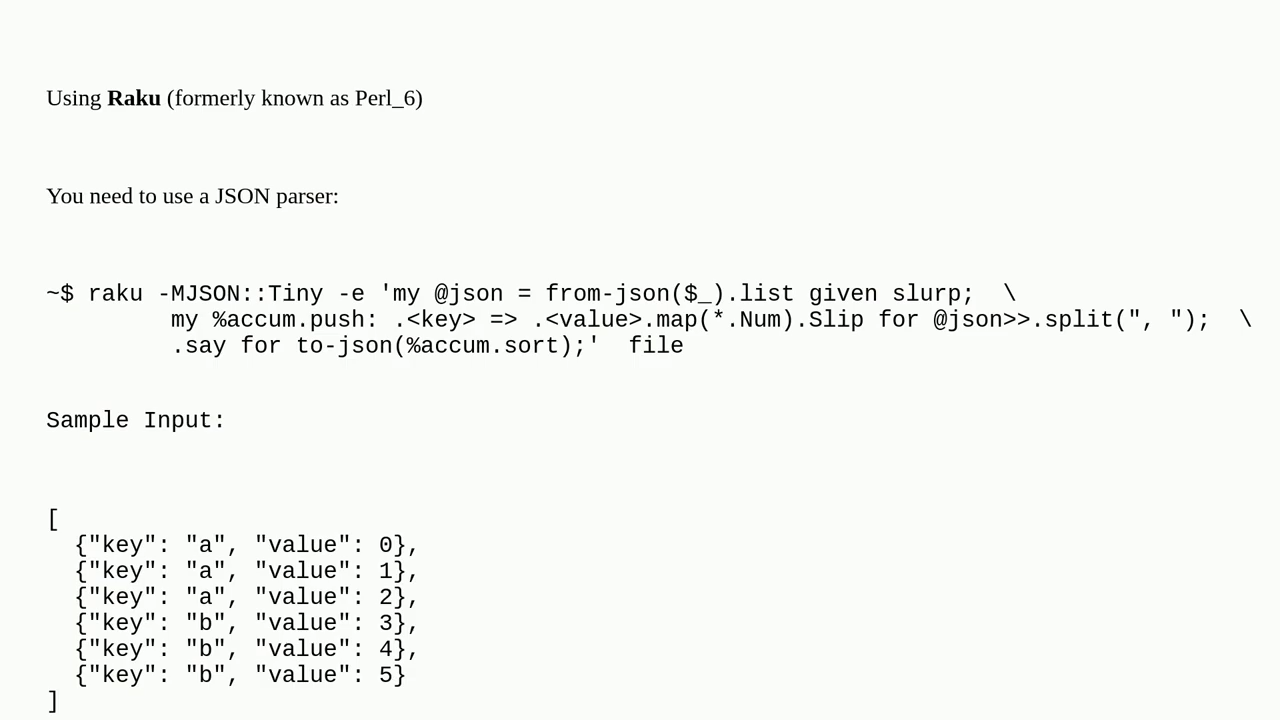 Using Raku (formerly known as Perl_6)
You need to use a JSON parser:
~$ raku -MJSON::Tiny -e 'my @json = from-json($_).list given slurp;  \
         my %accum.push: .<key> => .<value>.map(*.Num).Slip for @json>>.split(", ");  \
         .say for to-json(%accum.sort);'  file
Sample Input:
[
  {"key": "a", "value": 0},
  {"key": "a", "value": 1},
  {"key": "a", "value": 2},
  {"key": "b", "value": 3},
  {"key": "b", "value": 4},
  {"key": "b", "value": 5}
]